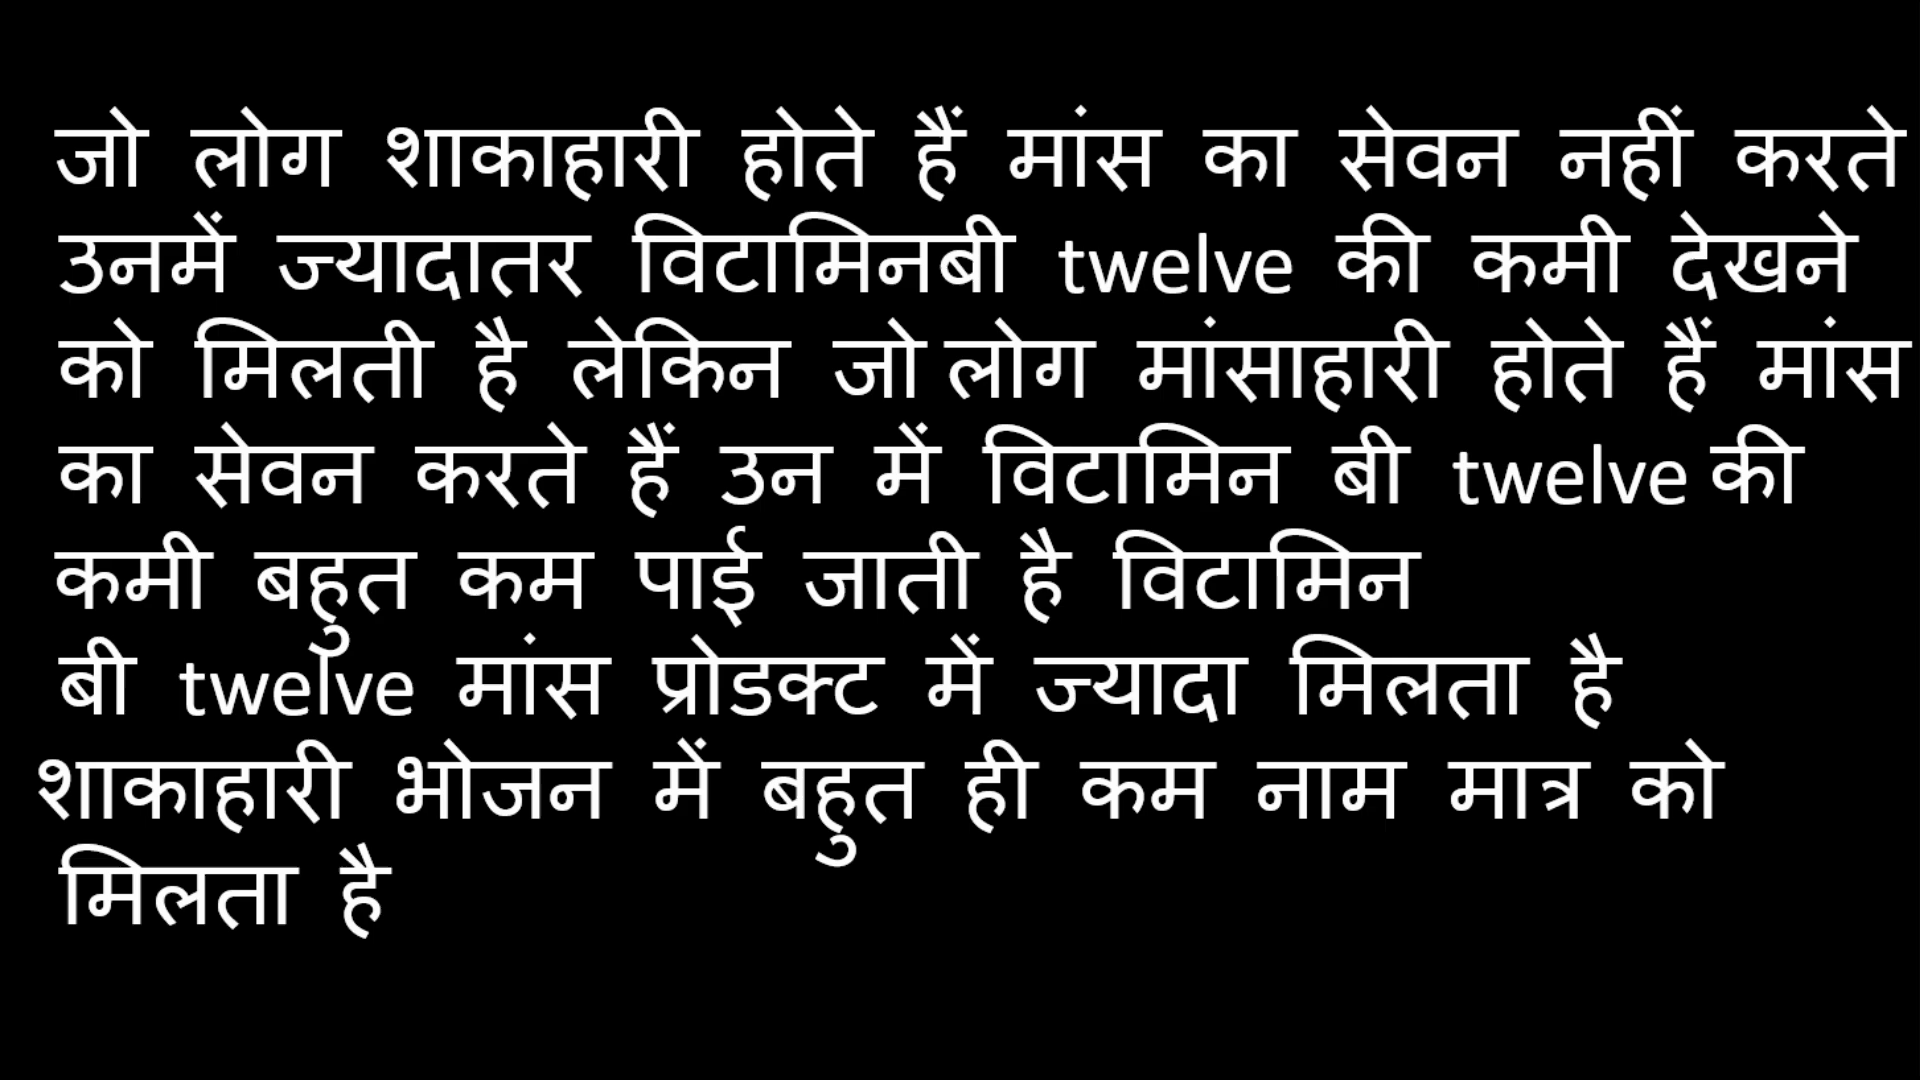 जो लोग शाकाहारी होते हैं मांस का सेवन नहीं करते
उनमें ज्यादातर विटामिनबी twelve की कमी देखने
को मिलती है लेकिन जो लोग मांसाहारी होते हैं मांस
का सेवन करते हैं उन में विटामिन बी twelve की
कमी बहुत कम पाई जाती है विटामिन
बी twelve मांस प्रोडक्ट में ज्यादा मिलता है
शाकाहारी भोजन में बहुत ही कम नाम मात्र को
मिलता है